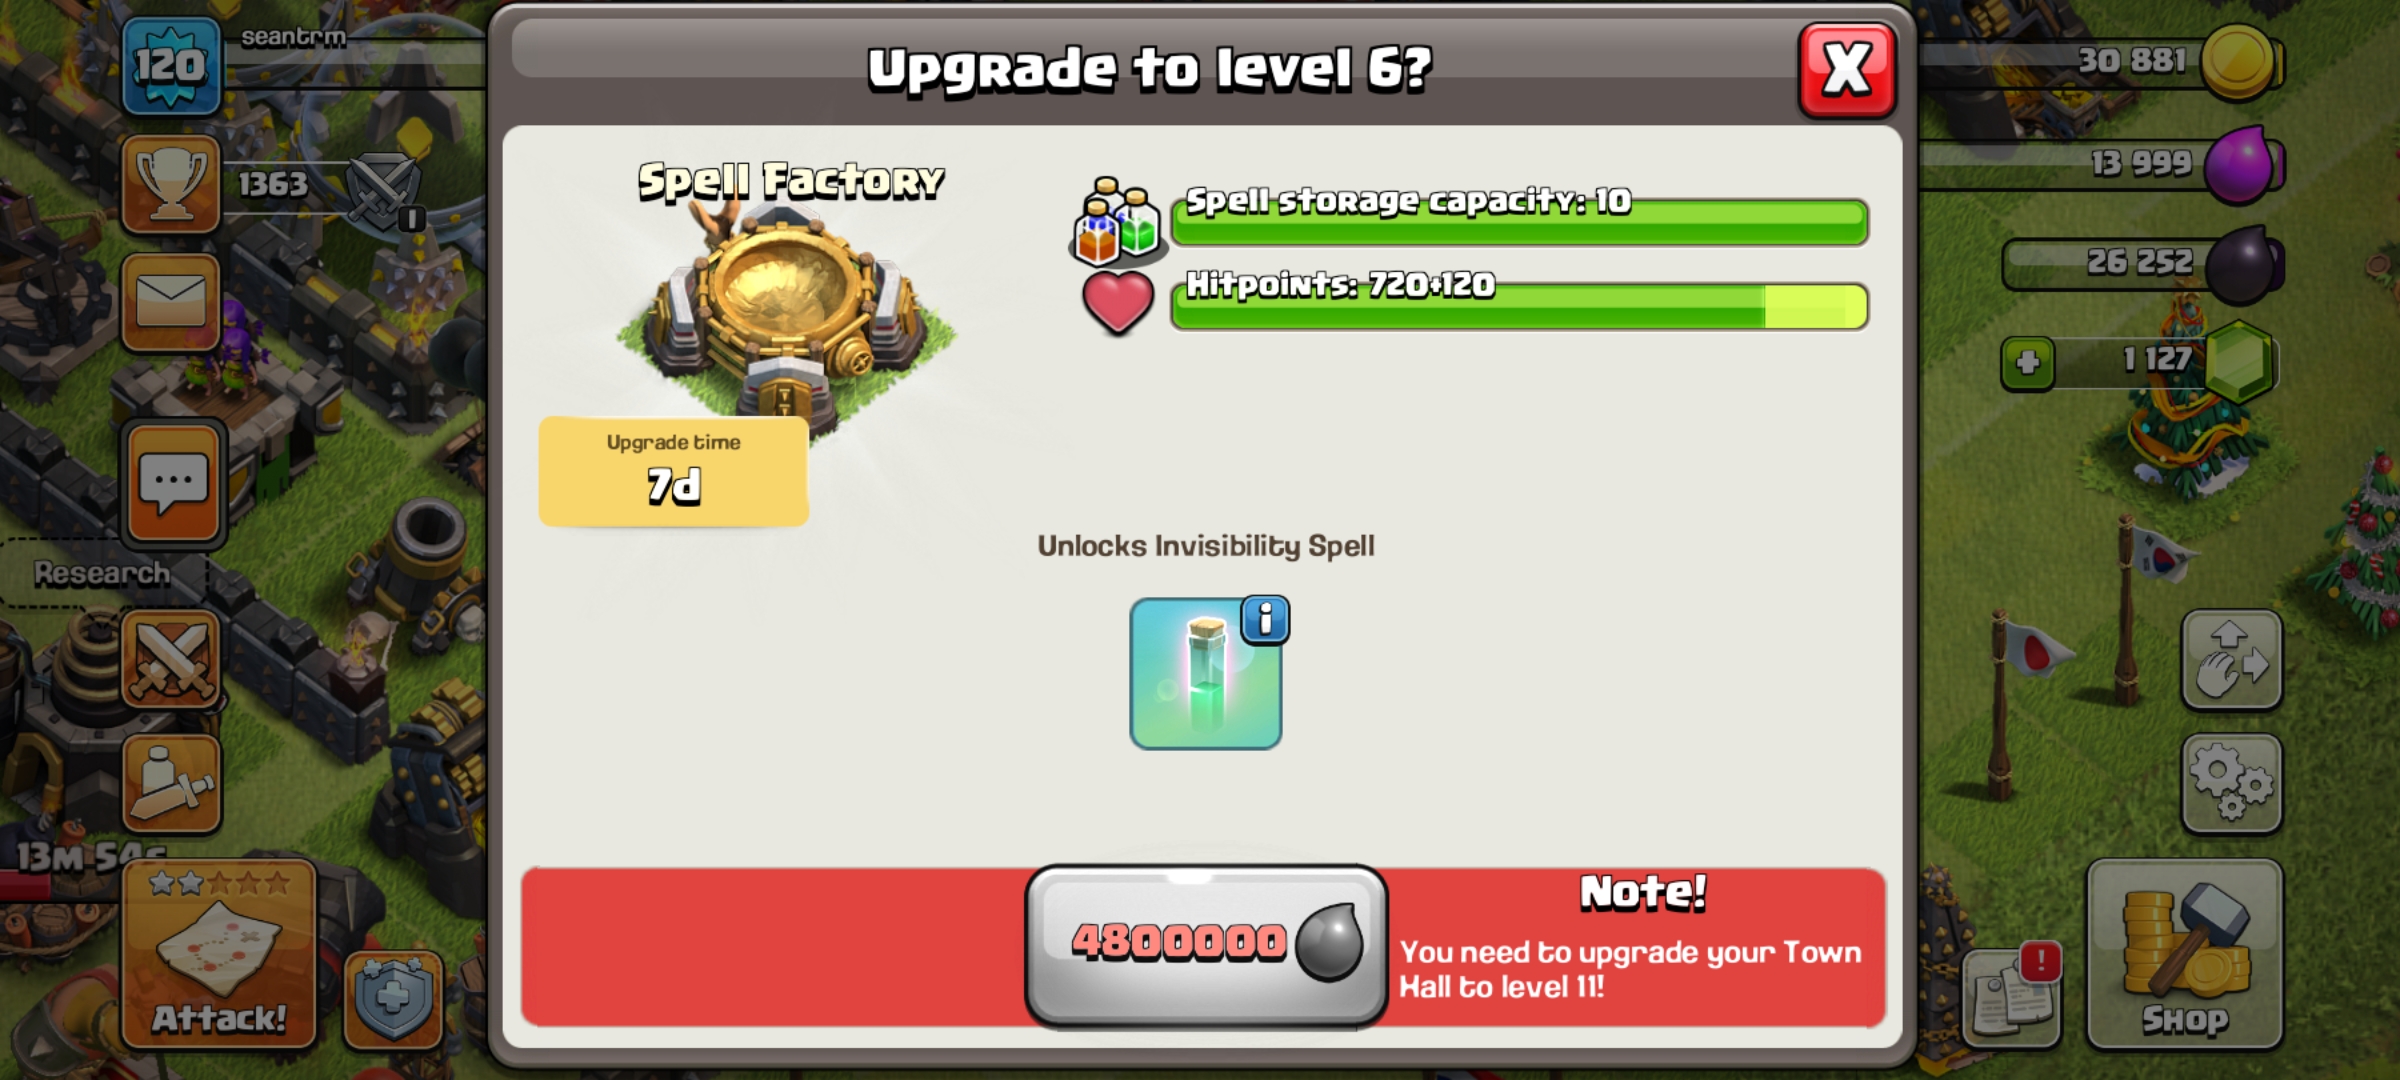 120
seantrm
1363
I
Research
13M 54s
Attack!
Upgrade to level 6?
X
Spell Factory
Upgrade time
7d
Spell storage capacity: 10
Hitpoints: 720+120
Unlocks Invisibility Spell
i
4800000
Note!
You need to upgrade your Town
Hall to level 11!
30 881
13 999
26 252
+
1 127
!
Shop